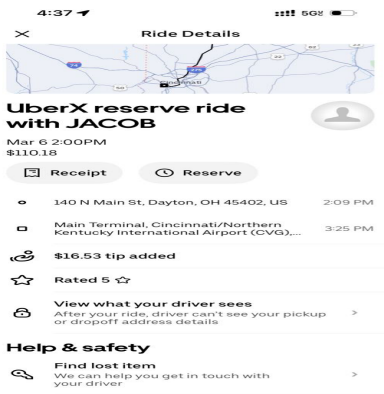 4:37
5G
Ride Details
74
22
50
Cincinnati
UberX reserve ride
with JACOB
Mar 6 2:00PM
$110.18
Receipt
Reserve
140 N Main St, Dayton, OH 45402, US 2:09 PM
Main Terminal, Cincinnati/Northern 3:25 PM
Kentucky International Airport (CVG),...
$16.53 tip added
Rated 5
View what your driver sees
After your ride, driver can't see your pickup
or dropoff address details
Help & safety
Find lost item
We can help you get in touch with
your driver